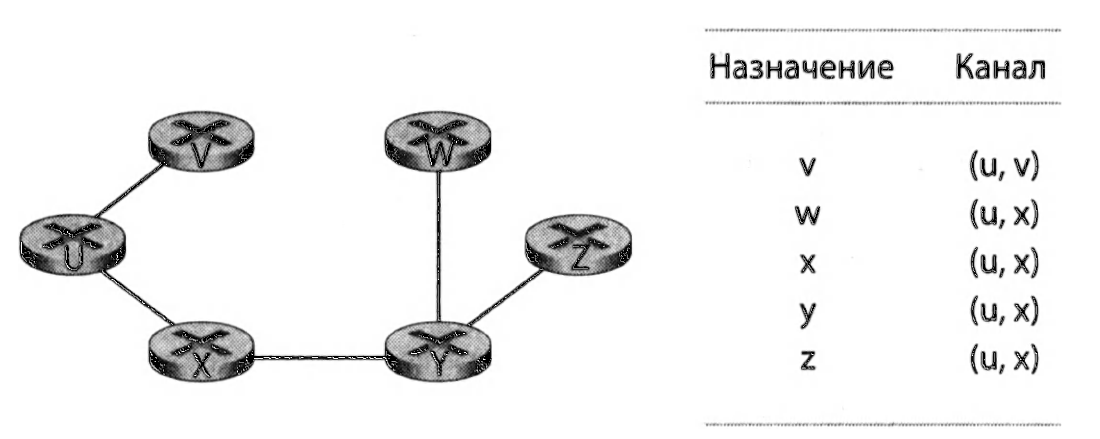 V
W
U
Z
X
Y
Назначение Канал
v (u, v)
w (u, x)
x (u, x)
y (u, x)
z (u, x)